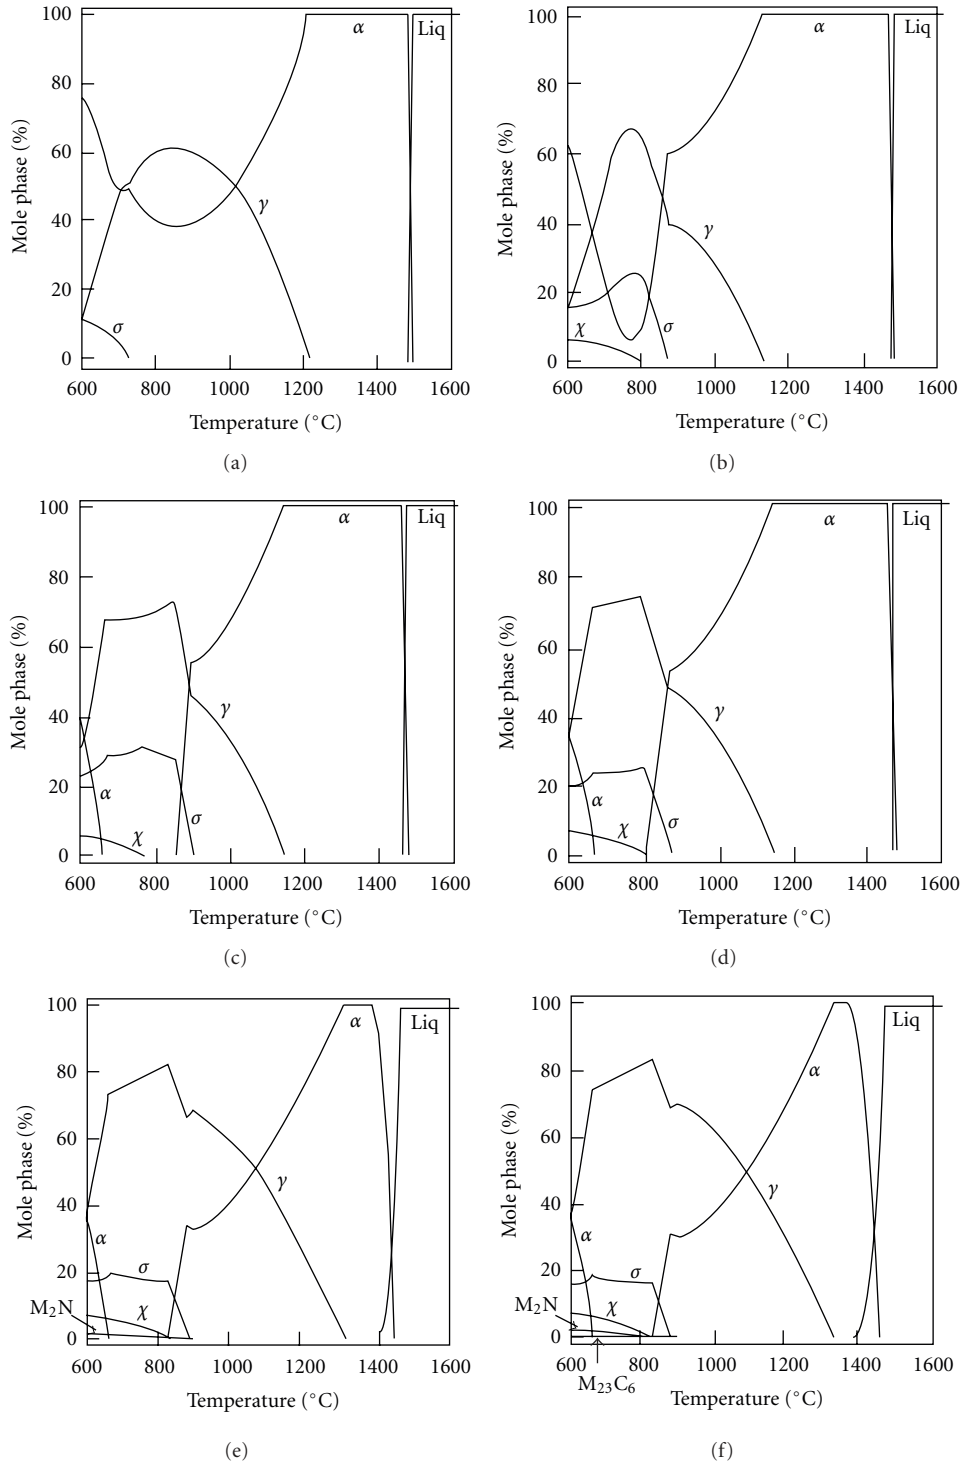 100
80
60
40
20
0
Mole phase (%)
α
Liq
γ
σ
600 800 1000 1200 1400 1600
Temperature (°C)
(a)
100
80
60
40
20
0
Mole phase (%)
α
Liq
γ
χ
σ
600 800 1000 1200 1400 1600
Temperature (°C)
(b)
100
80
60
40
20
0
Mole phase (%)
α
Liq
γ
α
σ
χ
600 800 1000 1200 1400 1600
Temperature (°C)
(c)
100
80
60
40
20
0
Mole phase (%)
α
Liq
γ
α
σ
χ
600 800 1000 1200 1400 1600
Temperature (°C)
(d)
100
80
60
40
20
0
Mole phase (%)
α
Liq
γ
α
σ
M₂N
χ
600 800 1000 1200 1400 1600
Temperature (°C)
(e)
100
80
60
40
20
0
Mole phase (%)
Liq
α
γ
α
σ
M₂N
χ
600 800 1000 1200 1400 1600
M₂₃C₆
Temperature (°C)
(f)